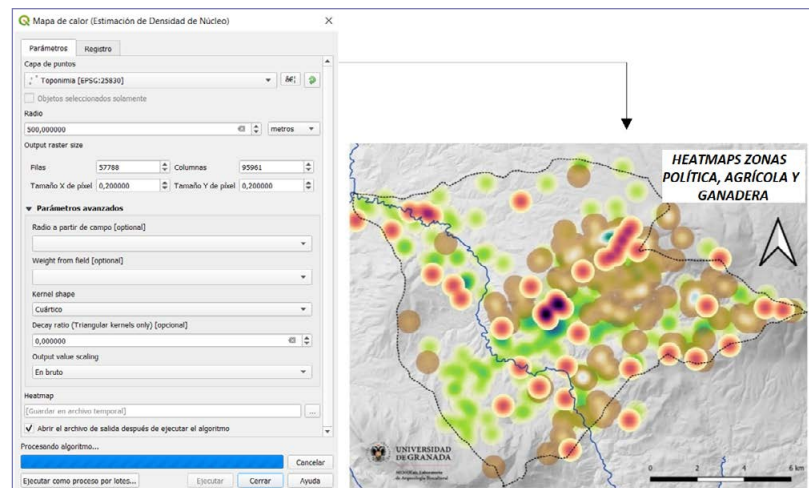 Mapa de calor (Estimación de Densidad de Núcleo)
Parámetros
Registro
Capa de puntos
Toponimia [EPSG:25830]
Objetos seleccionados solamente
Radio
500,000000
metros
Output raster size
Filas
57788
Columnas
95961
Tamaño X de píxel
0,200000
Tamaño Y de píxel
0,200000
Parámetros avanzados
Radio a partir de campo [optional]
Weight from field [optional]
Kernel shape
Cuártico
Decay ratio (Triangular kernels only) [opcional]
0,000000
Output value scaling
En bruto
Heatmap
[Guardar en archivo temporal]
...
Abrir el archivo de salida después de ejecutar el algoritmo
Procesando algoritmo...
Cancelar
Ejecutar como proceso por lotes...
Ejecutar
Cerrar
Ayuda
HEATMAPS ZONAS
POLÍTICA, AGRÍCOLA Y
GANADERA
UNIVERSIDAD
DE GRANADA
Laboratorio
de Arqueología Biocultural
0 2 4 6 km